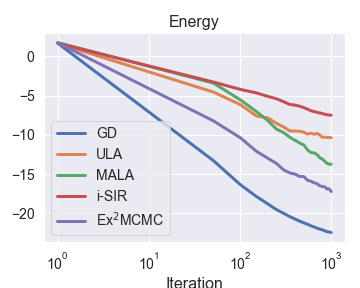 Energy
0
−5
−10
−15
−20
GD
ULA
MALA
i-SIR
Ex²MCMC
10⁰ 10¹ 10² 10³
Iteration